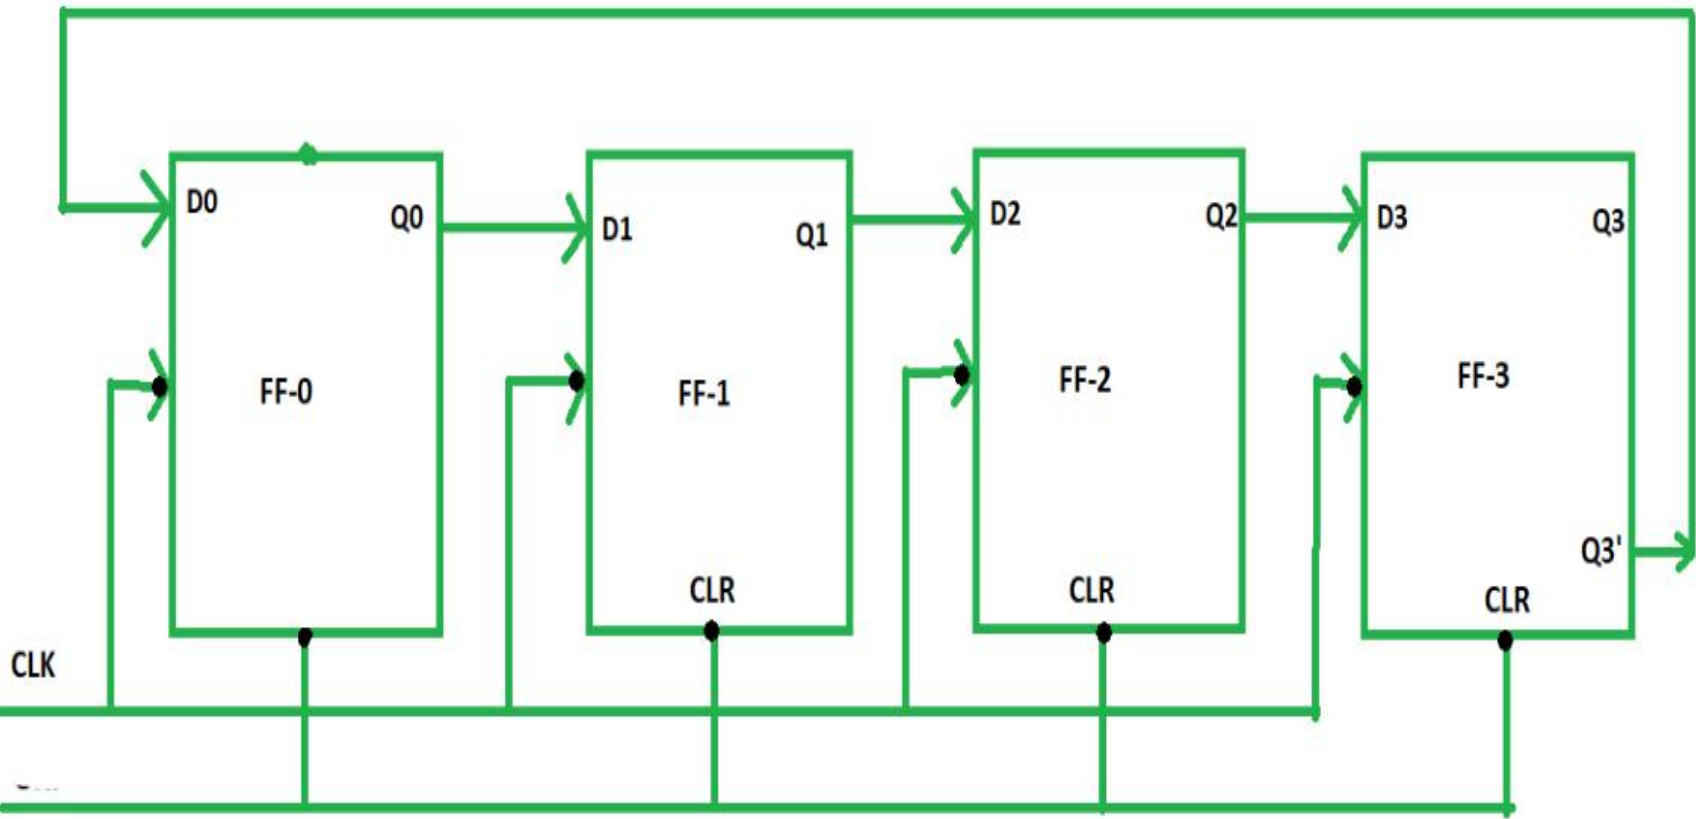 D0
Q0
D1
Q1
D2
Q2
D3
Q3
FF-0
FF-1
FF-2
FF-3
Q3'
CLR
CLR
CLR
CLK